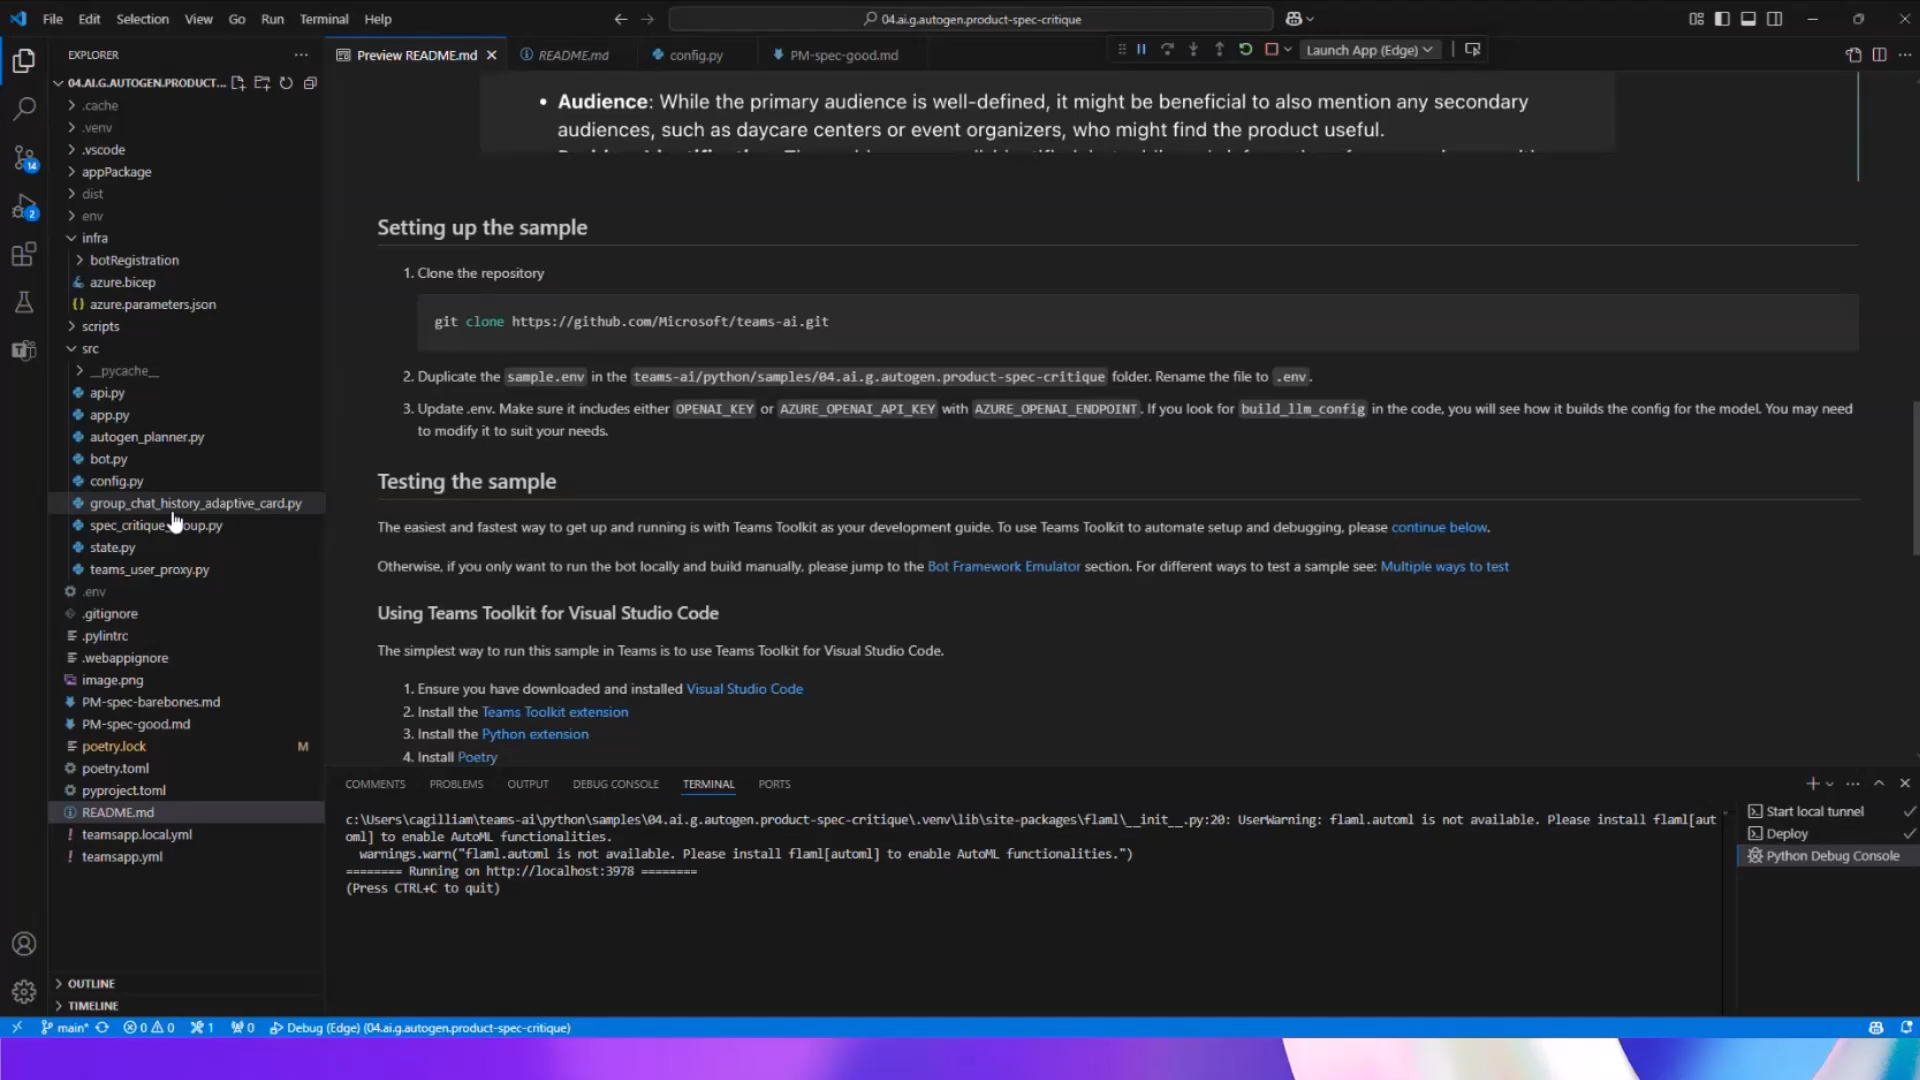 File Edit Selection View Go Run Terminal Help
04.ai.g.autogen.product-spec-critique
EXPLORER
Preview README.md
README.md
config.py
PM-spec-good.md
Launch App (Edge)
04.AI.G.AUTOGEN.PRODUCT...
.cache
.venv
.vscode
appPackage
dist
env
infra
botRegistration
azure.bicep
azure.parameters.json
scripts
src
__pycache__
api.py
app.py
autogen_planner.py
bot.py
config.py
group_chat_history_adaptive_card.py
spec_critique_group.py
state.py
teams_user_proxy.py
.env
.gitignore
.pylintrc
.webappignore
image.png
PM-spec-barebones.md
PM-spec-good.md
poetry.lock M
poetry.toml
pyproject.toml
README.md
teamsapp.local.yml
teamsapp.yml
OUTLINE
TIMELINE
14
2
• Audience: While the primary audience is well-defined, it might be beneficial to also mention any secondary
audiences, such as daycare centers or event organizers, who might find the product useful.
Setting up the sample
1. Clone the repository
git clone https://github.com/Microsoft/teams-ai.git
2. Duplicate the sample.env in the teams-ai/python/samples/04.ai.g.autogen.product-spec-critique folder. Rename the file to .env.
3. Update .env. Make sure it includes either OPENAI_KEY or AZURE_OPENAI_API_KEY with AZURE_OPENAI_ENDPOINT. If you look for build_llm_config in the code, you will see how it builds the config for the model. You may need
to modify it to suit your needs.
Testing the sample
The easiest and fastest way to get up and running is with Teams Toolkit as your development guide. To use Teams Toolkit to automate setup and debugging, please continue below.
Otherwise, if you only want to run the bot locally and build manually, please jump to the Bot Framework Emulator section. For different ways to test a sample see: Multiple ways to test
Using Teams Toolkit for Visual Studio Code
The simplest way to run this sample in Teams is to use Teams Toolkit for Visual Studio Code.
1. Ensure you have downloaded and installed Visual Studio Code
2. Install the Teams Toolkit extension
3. Install the Python extension
4. Install Poetry
COMMENTS PROBLEMS OUTPUT DEBUG CONSOLE TERMINAL PORTS
c:\Users\cagilliam\teams-ai\python\samples\04.ai.g.autogen.product-spec-critique\.venv\lib\site-packages\flaml\__init__.py:20: UserWarning: flaml.automl is not available. Please install flaml[aut
oml] to enable AutoML functionalities.
warnings.warn("flaml.automl is not available. Please install flaml[automl] to enable AutoML functionalities.")
======== Running on http://localhost:3978 ========
(Press CTRL+C to quit)
Start local tunnel
Deploy
Python Debug Console
main* 0 0 1 0 Debug (Edge) (04.ai.g.autogen.product-spec-critique)